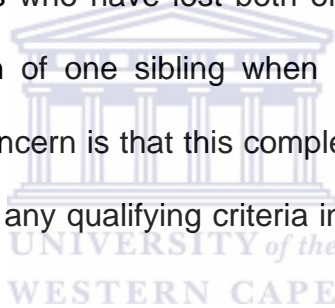 s who have lost both
of one sibling when
ncern is that this comple
any qualifying criteria in
UNIVERSITY of the
WESTERN CAPE